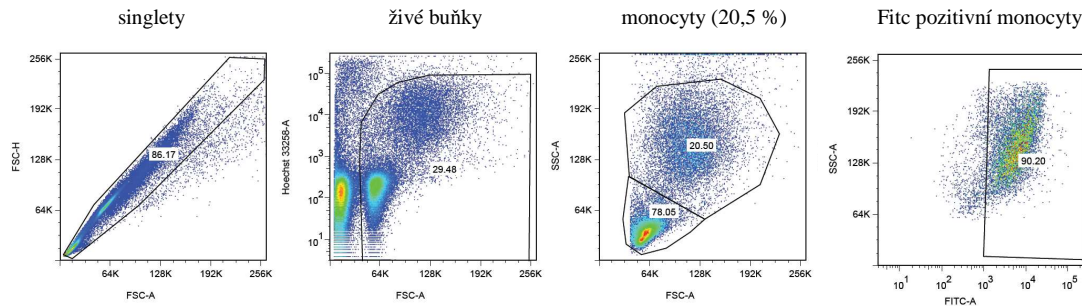 singlety
živé buňky
monocyty (20,5 %)
Fitc pozitivní monocyty
256K
192K
128K
64K
FSC-H
86.17
64K
128K
192K
256K
FSC-A
10^5
10^4
10^3
10^2
10^1
Hoechst 33258-A
29.48
64K
128K
192K
256K
FSC-A
256K
192K
128K
64K
SSC-A
20.50
78.05
64K
128K
192K
256K
FSC-A
256K
192K
128K
64K
SSC-A
90.20
10^1
10^2
10^3
10^4
10^5
FITC-A